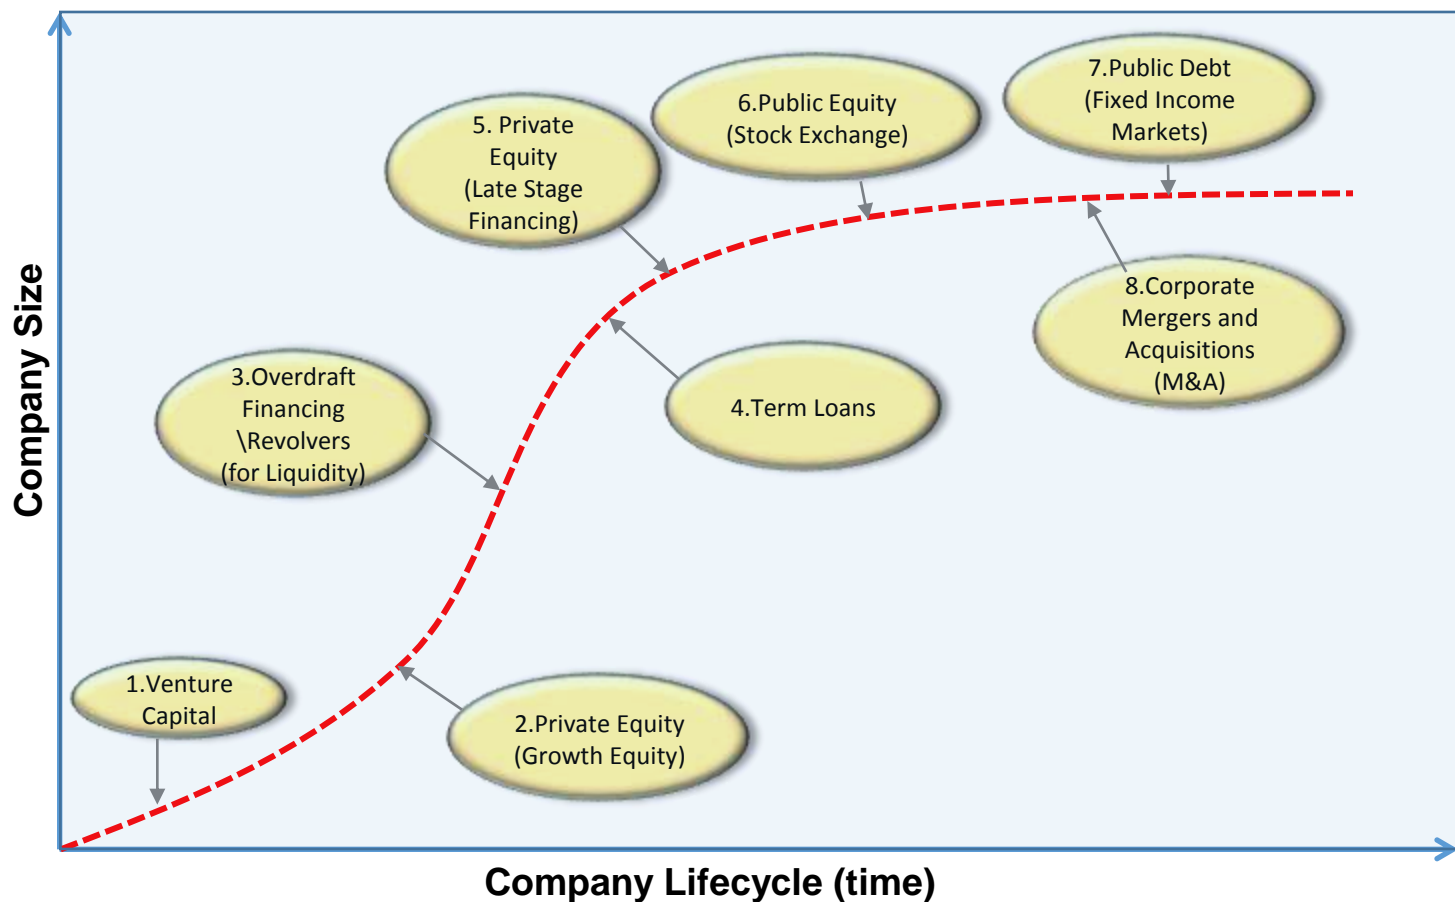 7.Public Debt
(Fixed Income
Markets)
6.Public Equity
(Stock Exchange)
5. Private
Equity
(Late Stage
Financing)
8.Corporate
Mergers and
Acquisitions
(M&A)
3.Overdraft
Financing
\Revolvers
(for Liquidity)
4.Term Loans
Company Size
1.Venture
Capital
2.Private Equity
(Growth Equity)
Company Lifecycle (time)